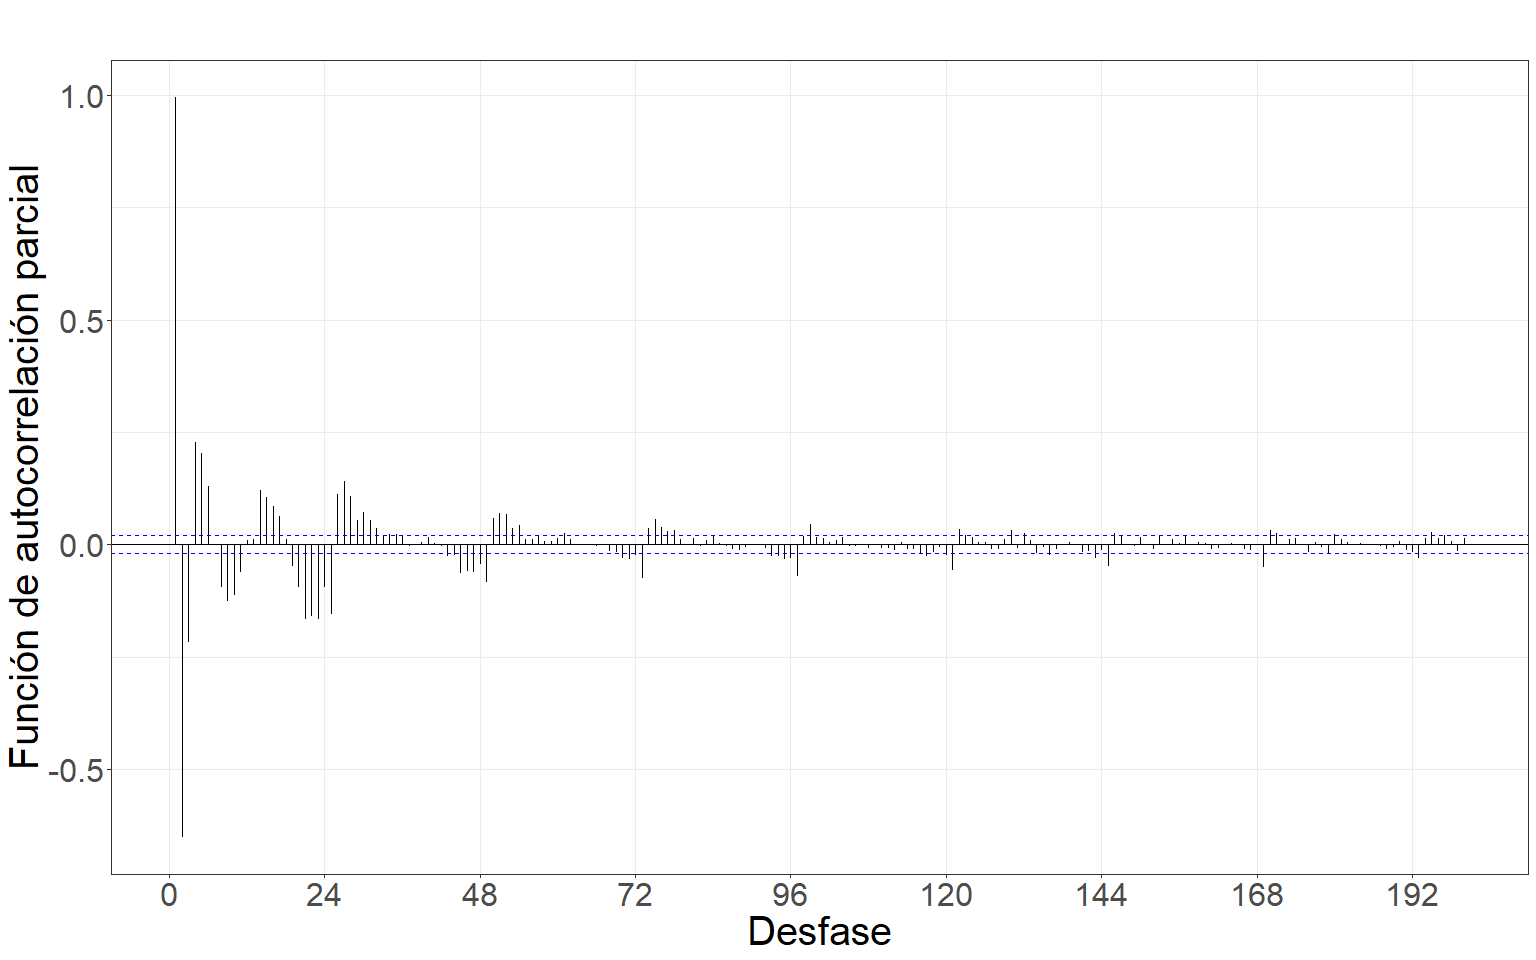 Función de autocorrelación parcial
1.0
0.5
0.0
-0.5
0 24 48 72 96 120 144 168 192
Desfase